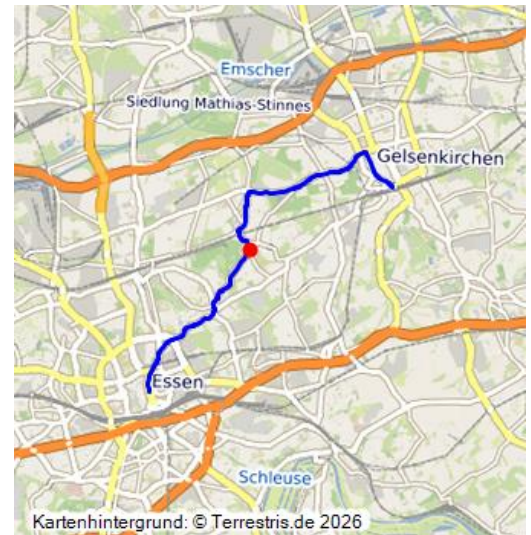 Emscher
Siedlung Mathias-Stinnes
Gelsenkirchen
Essen
Schleuse
Kartenhintergrund: © Terrestris.de 2026